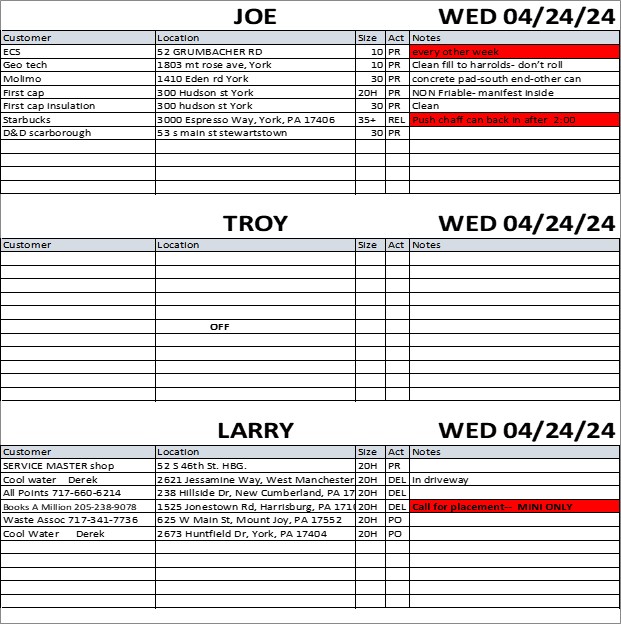 JOE WED 04/24/24
Customer Location Size Act Notes
ECS 52 GRUMBACHER RD 10 PR every other week
Geo tech 1803 mt rose ave, York 10 PR Clean fill to harrolds- don't roll
Molimo 1410 Eden rd York 30 PR concrete pad-south end-other can
First cap 300 Hudson st York 20H PR NON Friable- manifest inside
First cap insulation 300 hudson st York 30 PR Clean
Starbucks 3000 Espresso Way, York, PA 17406 35+ REL Push chaff can back in after 2:00
D&D scarborough 53 s main st stewartstown 30 PR
TROY WED 04/24/24
Customer Location Size Act Notes
OFF
LARRY WED 04/24/24
Customer Location Size Act Notes
SERVICE MASTER shop 52 S 46th St. HBG. 20H PR
Cool water Derek 2621 Jessamine Way, West Manchester 20H DEL In driveway
All Points 717-660-6214 238 Hillside Dr, New Cumberland, PA 17 20H DEL
Books A Million 205-238-9078 1525 Jonestown Rd, Harrisburg, PA 171 20H DEL Call for placement-- MINI ONLY
Waste Assoc 717-341-7736 625 W Main St, Mount Joy, PA 17552 20H PO
Cool Water Derek 2673 Huntfield Dr, York, PA 17404 20H PO